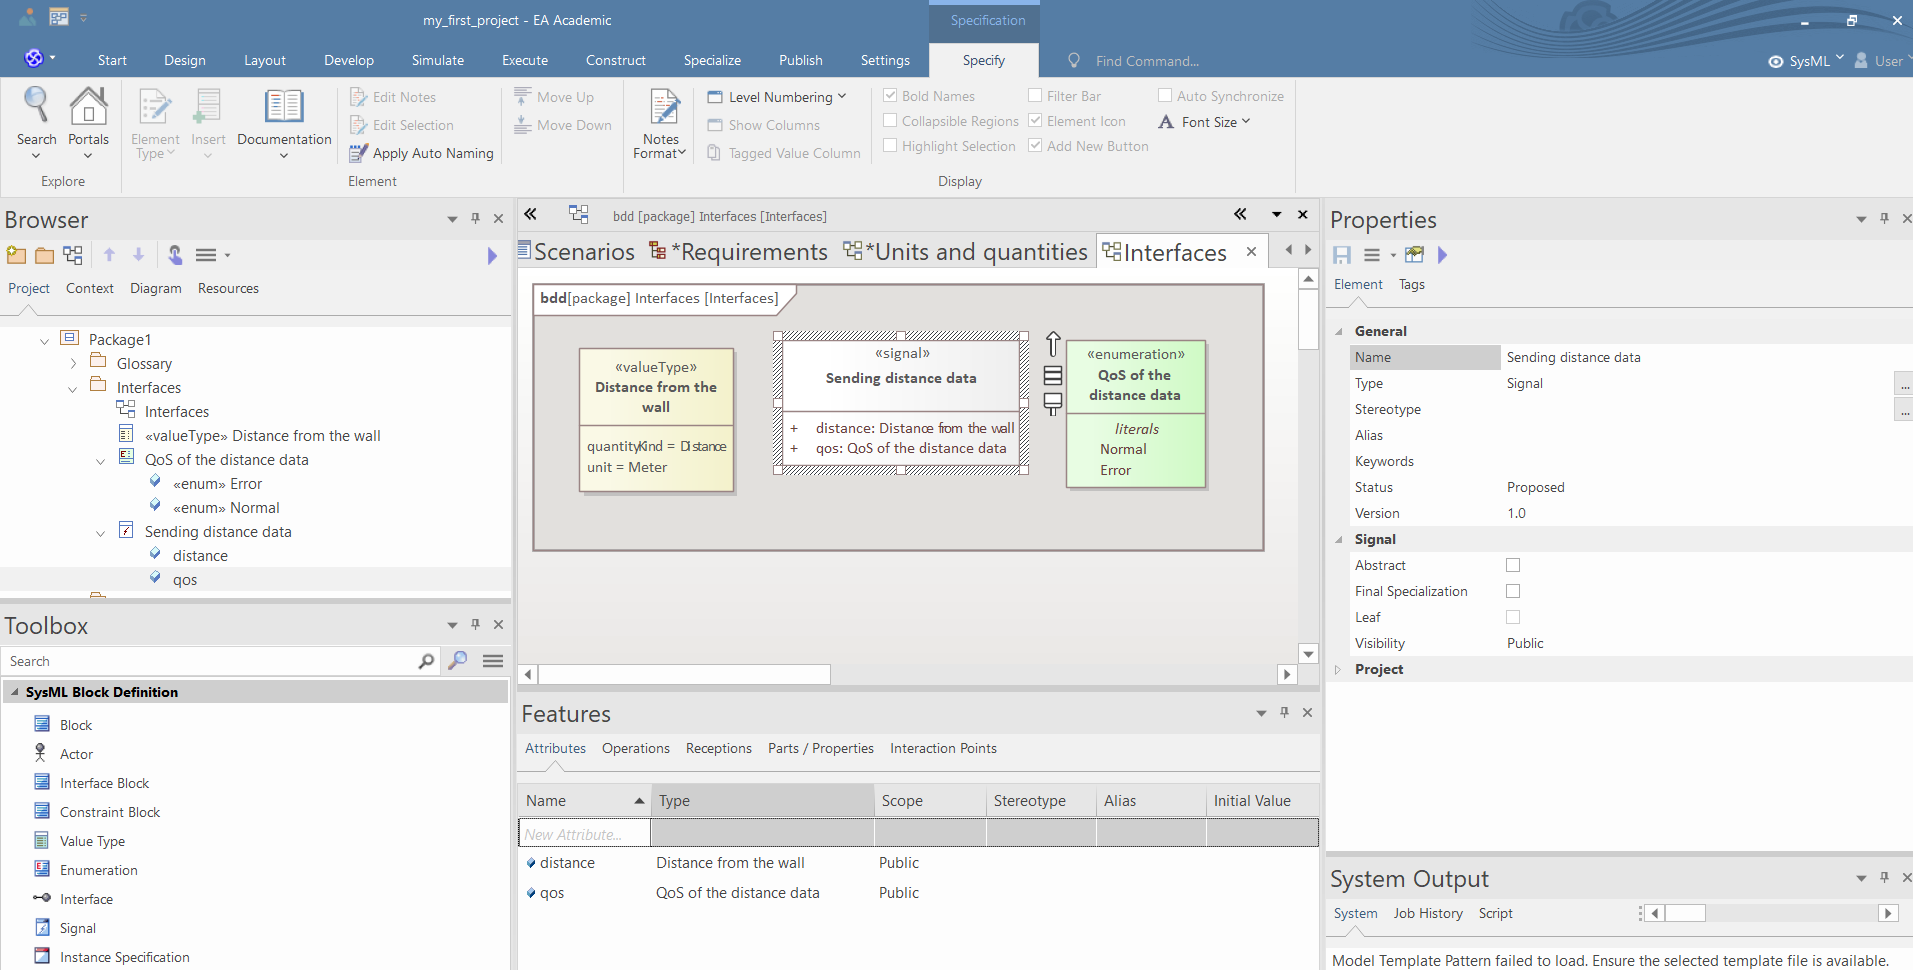 my_first_project - EA Academic
Specification
Start
Design
Layout
Develop
Simulate
Execute
Construct
Specialize
Publish
Settings
Specify
Find Command...
SysML
User
Search
Portals
Explore
Element Type
Insert
Documentation
Edit Notes
Edit Selection
Apply Auto Naming
Move Up
Move Down
Element
Notes Format
Level Numbering
Show Columns
Tagged Value Column
Bold Names
Collapsible Regions
Highlight Selection
Filter Bar
Element Icon
Add New Button
Auto Synchronize
Font Size
Display
Browser
Project
Context
Diagram
Resources
Package1
Glossary
Interfaces
Interfaces
«valueType» Distance from the wall
QoS of the distance data
«enum» Error
«enum» Normal
Sending distance data
distance
qos
Toolbox
Search
SysML Block Definition
Block
Actor
Interface Block
Constraint Block
Value Type
Enumeration
Interface
Signal
Instance Specification
bdd [package] Interfaces [Interfaces]
Scenarios
*Requirements
*Units and quantities
Interfaces
bdd[package] Interfaces [Interfaces]
«valueType»
Distance from the
wall
quantityKind = Distance
unit = Meter
«signal»
Sending distance data
+ distance: Distance from the wall
+ qos: QoS of the distance data
«enumeration»
QoS of the
distance data
literals
Normal
Error
Features
Attributes
Operations
Receptions
Parts / Properties
Interaction Points
Name
Type
Scope
Stereotype
Alias
Initial Value
New Attribute...
distance
Distance from the wall
Public
qos
QoS of the distance data
Public
Properties
Element
Tags
General
Name
Sending distance data
Type
Signal
...
Stereotype
...
Alias
Keywords
Status
Proposed
Version
1.0
Signal
Abstract
Final Specialization
Leaf
Visibility
Public
Project
System Output
System
Job History
Script
Model Template Pattern failed to load. Ensure the selected template file is available.